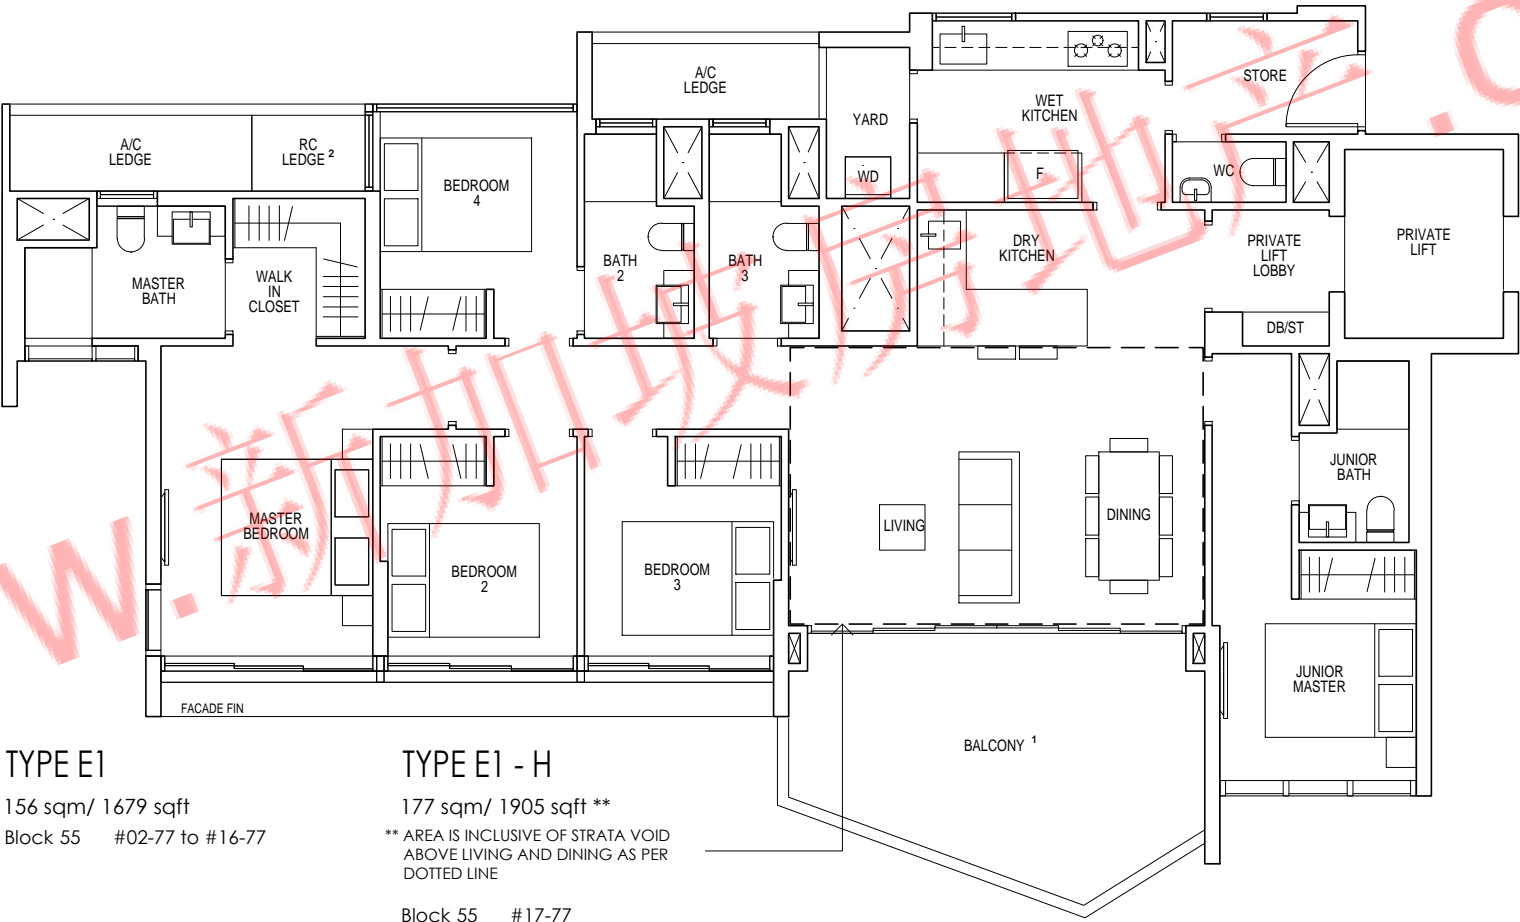 A/C
LEDGE
STORE
WET
KITCHEN
YARD
A/C
LEDGE
RC
LEDGE ²
WD
F
WC
BEDROOM
4
PRIVATE
LIFT
DRY
KITCHEN
PRIVATE
LIFT
LOBBY
BATH
2
BATH
3
MASTER
BATH
WALK
IN
CLOSET
DB/ST
JUNIOR
BATH
MASTER
BEDROOM
LIVING
DINING
BEDROOM
2
BEDROOM
3
JUNIOR
MASTER
FACADE FIN
BALCONY ¹
w.新加坡房地产.c
TYPE E1
156 sqm/ 1679 sqft
Block 55 #02-77 to #16-77
TYPE E1 - H
177 sqm/ 1905 sqft **
** AREA IS INCLUSIVE OF STRATA VOID
ABOVE LIVING AND DINING AS PER
DOTTED LINE
Block 55 #17-77